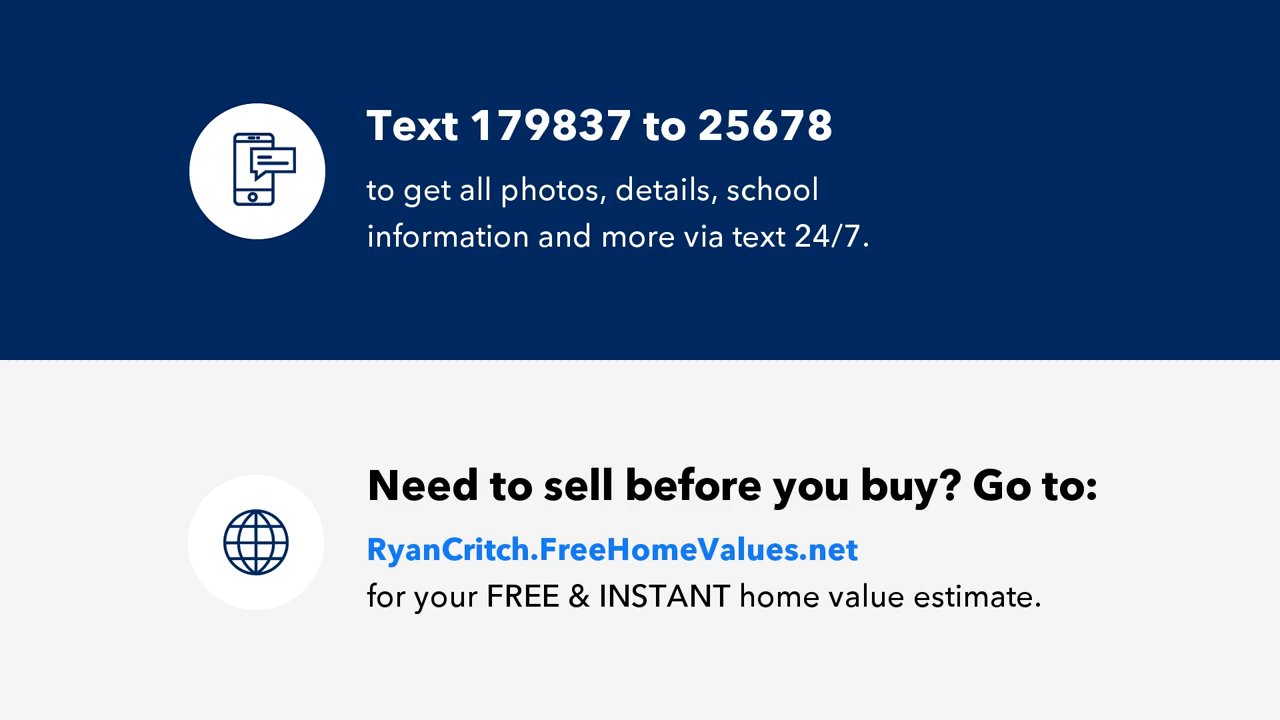 Text 179837 to 25678
to get all photos, details, school
information and more via text 24/7.
Need to sell before you buy? Go to:
RyanCritch.FreeHomeValues.net
for your FREE & INSTANT home value estimate.